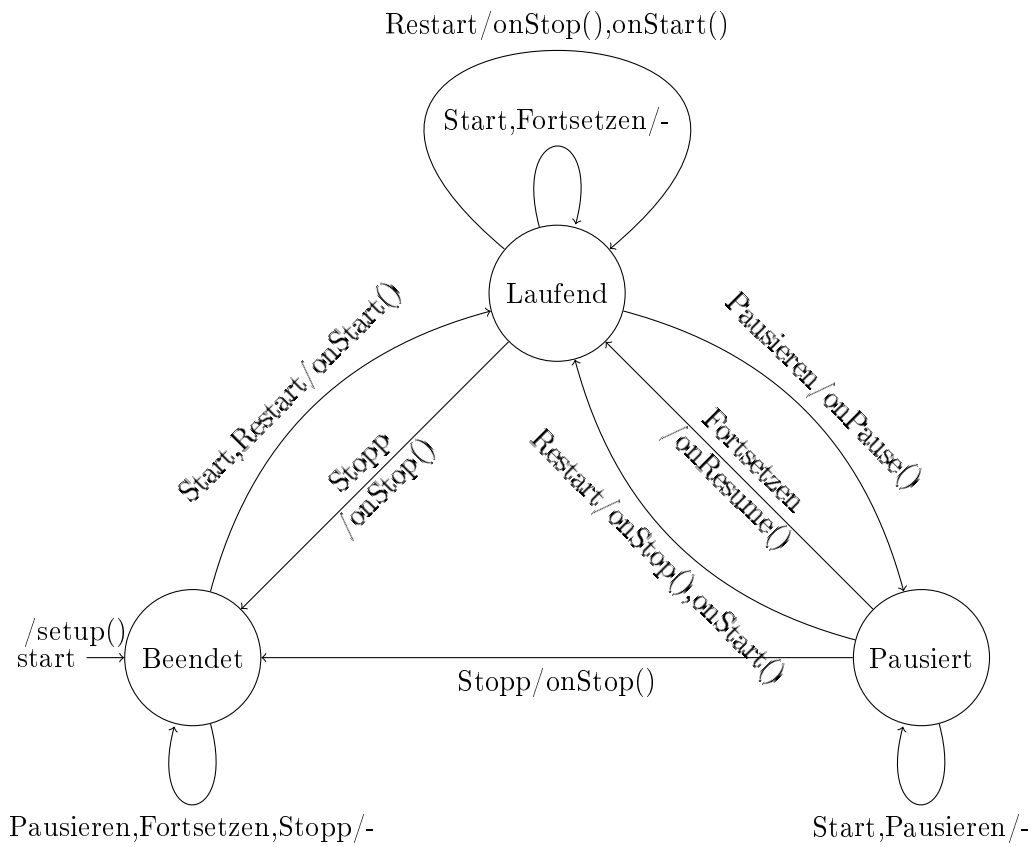 Restart/onStop(),onStart()
Start,Fortsetzen/-
Laufend
Start,Restart/onStart()
Stopp
/onStop()
Pausieren/onPause()
Fortsetzen
/onResume()
Restart/onStop(),onStart()
/setup()
start
Beendet
Pausiert
Stopp/onStop()
Pausieren,Fortsetzen,Stopp/-
Start,Pausieren/-